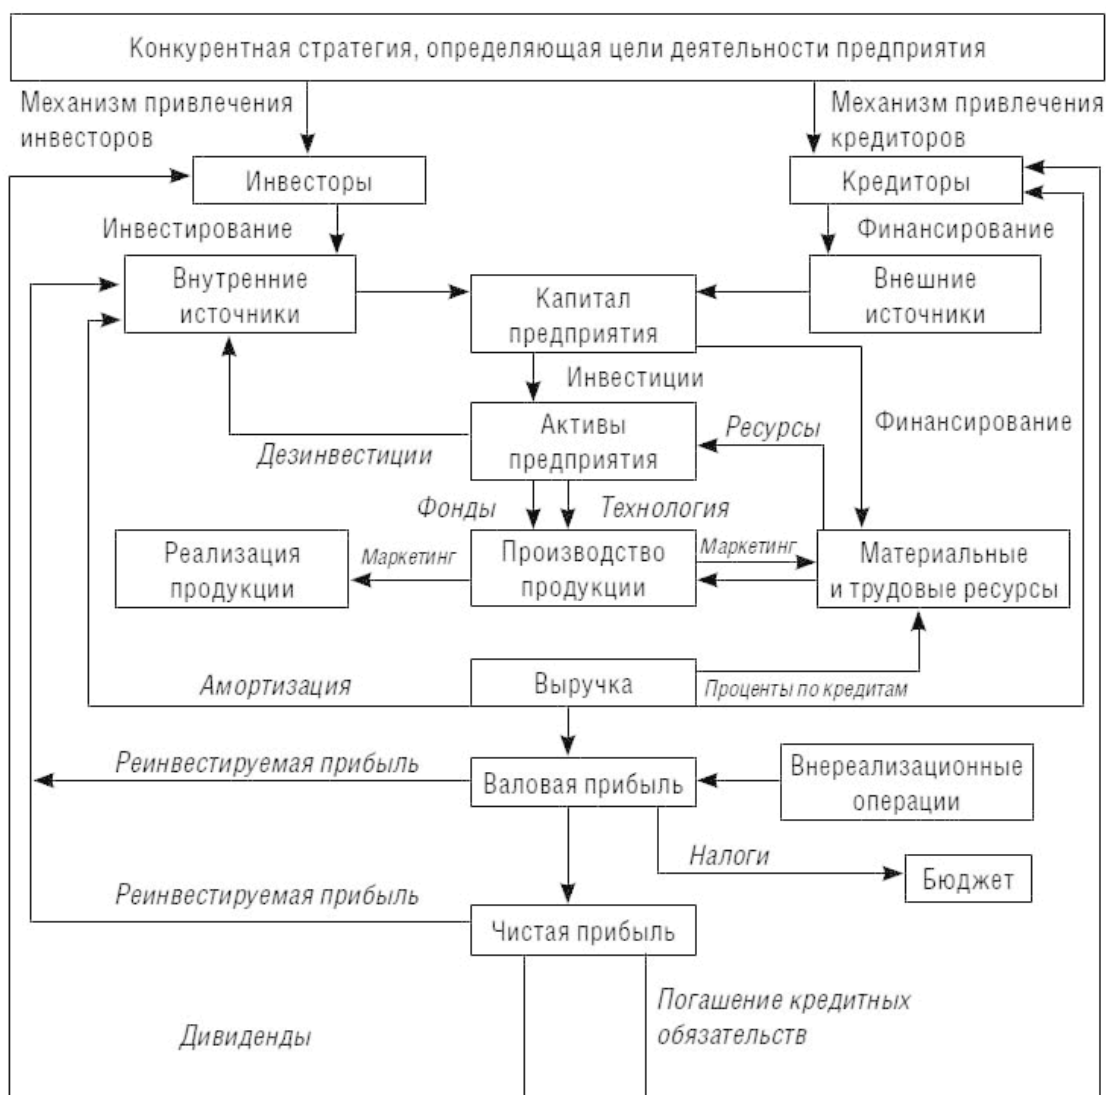 Конкурентная стратегия, определяющая цели деятельности предприятия
Механизм привлечения
инвесторов
Механизм привлечения
кредиторов
Инвесторы
Кредиторы
Инвестирование
Финансирование
Внутренние
источники
Капитал
предприятия
Внешние
источники
Инвестиции
Финансирование
Активы
предприятия
Ресурсы
Дезинвестиции
Фонды
Технология
Реализация
продукции
Маркетинг
Производство
продукции
Маркетинг
Материальные
и трудовые ресурсы
Амортизация
Выручка
Проценты по кредитам
Реинвестируемая прибыль
Валовая прибыль
Внереализационные
операции
Налоги
Бюджет
Реинвестируемая прибыль
Чистая прибыль
Дивиденды
Погашение кредитных
обязательств